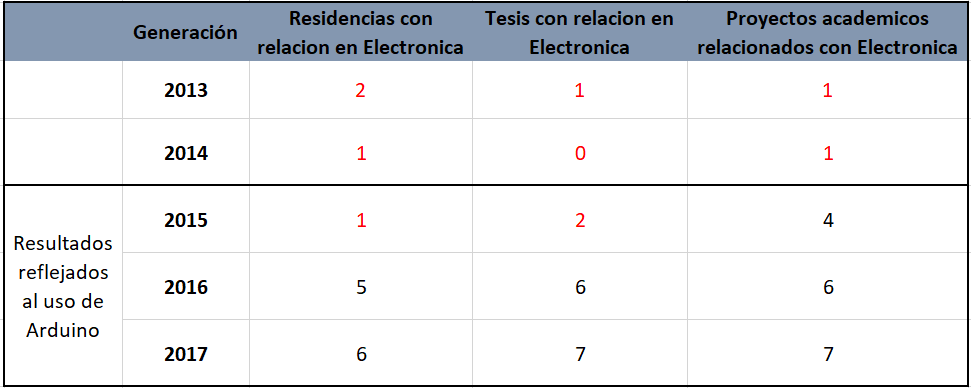 Generación
Residencias con
relacion en Electronica
Tesis con relacion en
Electronica
Proyectos academicos
relacionados con Electronica
2013 2 1 1
2014 1 0 1
Resultados
reflejados
al uso de
Arduino
2015 1 2 4
2016 5 6 6
2017 6 7 7